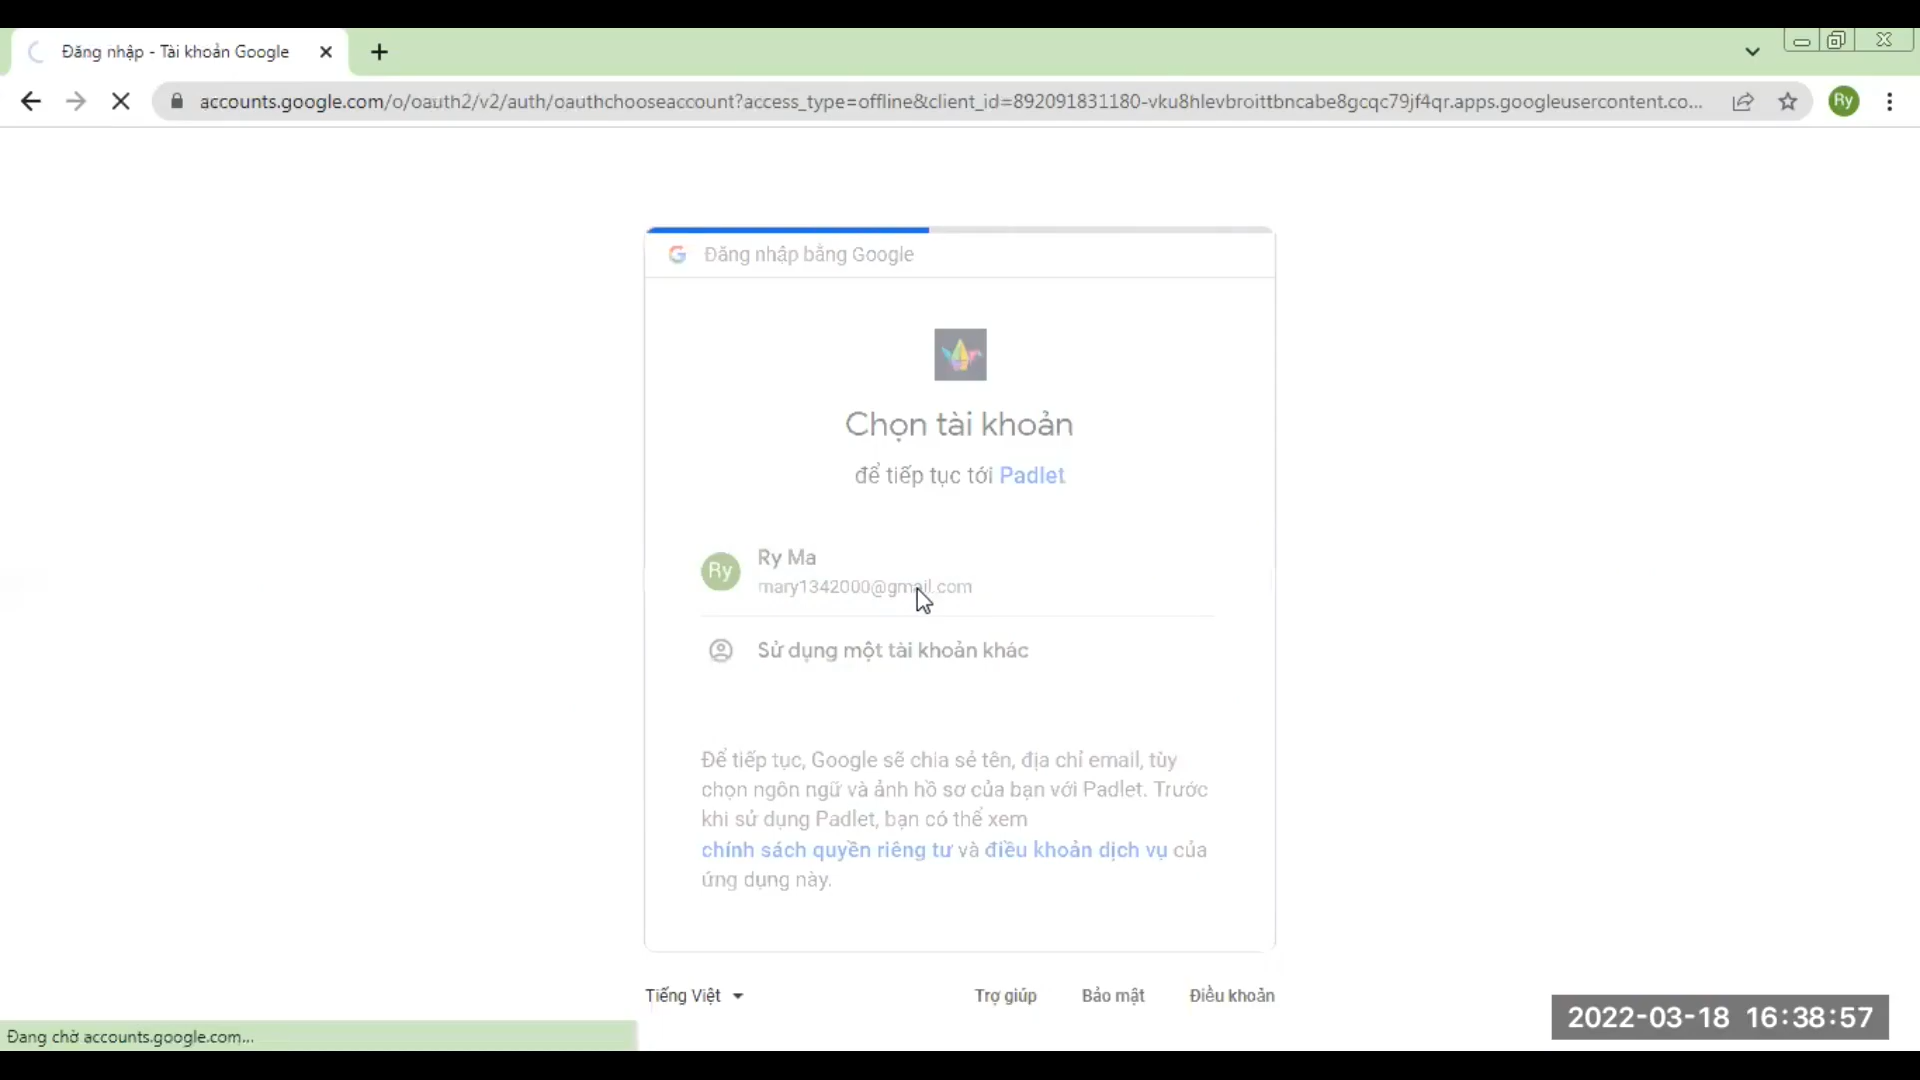 Đăng nhập - Tài khoản Google
accounts.google.com/o/oauth2/v2/auth/oauthchooseaccount?access_type=offline&client_id=892091831180-vku8hlevbroittbncabe8gcqc79jf4qr.apps.googleusercontent.co...
Ry
Đăng nhập bằng Google
Chọn tài khoản
để tiếp tục tới Padlet
Ry
Ry Ma
mary1342000@gmail.com
Sử dụng một tài khoản khác
Để tiếp tục, Google sẽ chia sẻ tên, địa chỉ email, tùy
chọn ngôn ngữ và ảnh hồ sơ của bạn với Padlet. Trước
khi sử dụng Padlet, bạn có thể xem
chính sách quyền riêng tư và điều khoản dịch vụ của
ứng dụng này.
Tiếng Việt
Trợ giúp
Bảo mật
Điều khoản
Đang chờ accounts.google.com...
2022-03-18 16:38:57